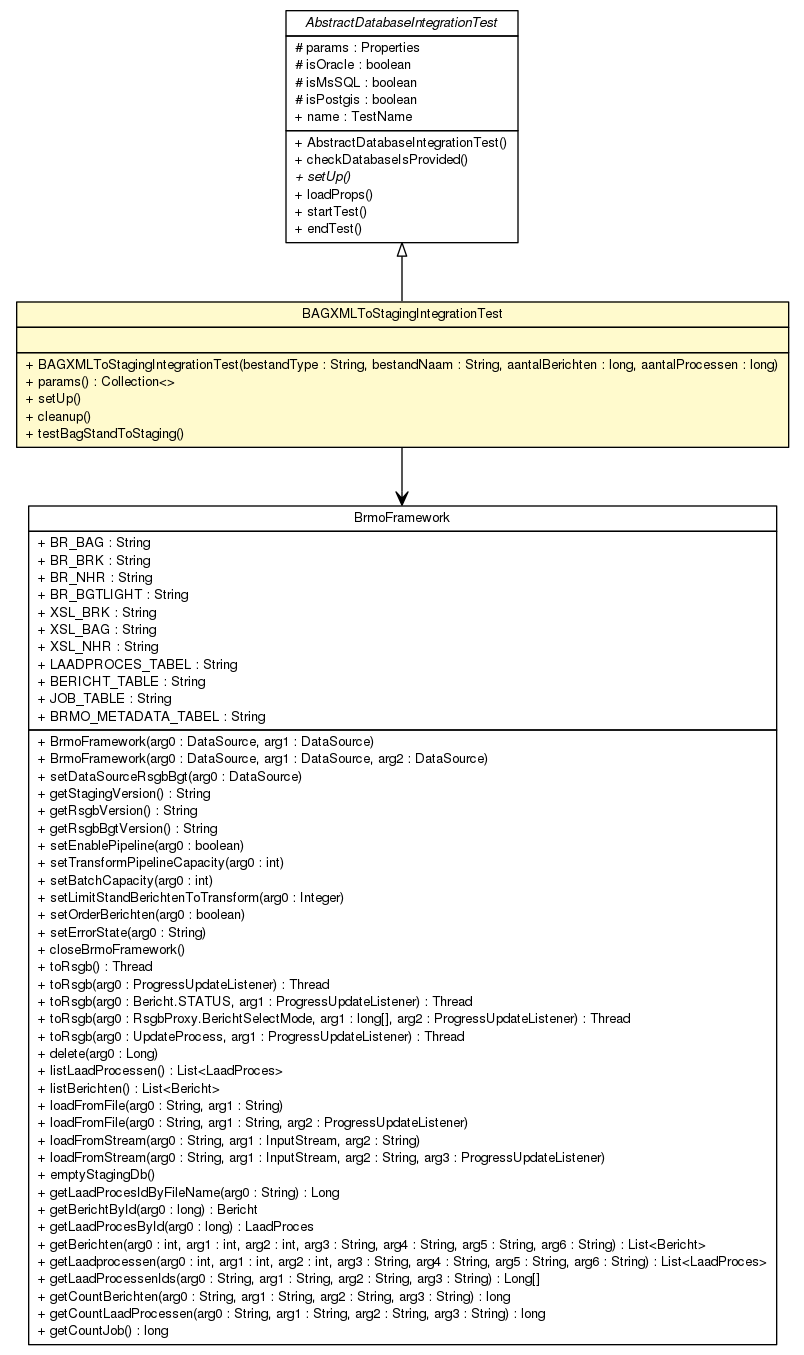 AbstractDatabaseIntegrationTest
# params : Properties
# isOracle : boolean
# isMsSQL : boolean
# isPostgis : boolean
+ name : TestName
+ AbstractDatabaseIntegrationTest()
+ checkDatabaseIsProvided()
+ setUp()
+ loadProps()
+ startTest()
+ endTest()
BAGXMLToStagingIntegrationTest
+ BAGXMLToStagingIntegrationTest(bestandType : String, bestandNaam : String, aantalBerichten : long, aantalProcessen : long)
+ params() : Collection<>
+ setUp()
+ cleanup()
+ testBagStandToStaging()
BrmoFramework
+ BR_BAG : String
+ BR_BRK : String
+ BR_NHR : String
+ BR_BGTLIGHT : String
+ XSL_BRK : String
+ XSL_BAG : String
+ XSL_NHR : String
+ LAADPROCES_TABEL : String
+ BERICHT_TABLE : String
+ JOB_TABLE : String
+ BRMO_METADATA_TABEL : String
+ BrmoFramework(arg0 : DataSource, arg1 : DataSource)
+ BrmoFramework(arg0 : DataSource, arg1 : DataSource, arg2 : DataSource)
+ setDataSourceRsgbBgt(arg0 : DataSource)
+ getStagingVersion() : String
+ getRsgbVersion() : String
+ getRsgbBgtVersion() : String
+ setEnablePipeline(arg0 : boolean)
+ setTransformPipelineCapacity(arg0 : int)
+ setBatchCapacity(arg0 : int)
+ setLimitStandBerichtenToTransform(arg0 : Integer)
+ setOrderBerichten(arg0 : boolean)
+ setErrorState(arg0 : String)
+ closeBrmoFramework()
+ toRsgb() : Thread
+ toRsgb(arg0 : ProgressUpdateListener) : Thread
+ toRsgb(arg0 : Bericht.STATUS, arg1 : ProgressUpdateListener) : Thread
+ toRsgb(arg0 : RsgbProxy.BerichtSelectMode, arg1 : long[], arg2 : ProgressUpdateListener) : Thread
+ toRsgb(arg0 : UpdateProcess, arg1 : ProgressUpdateListener) : Thread
+ delete(arg0 : Long)
+ listLaadProcessen() : List<LaadProces>
+ listBerichten() : List<Bericht>
+ loadFromFile(arg0 : String, arg1 : String)
+ loadFromFile(arg0 : String, arg1 : String, arg2 : ProgressUpdateListener)
+ loadFromStream(arg0 : String, arg1 : InputStream, arg2 : String)
+ loadFromStream(arg0 : String, arg1 : InputStream, arg2 : String, arg3 : ProgressUpdateListener)
+ emptyStagingDb()
+ getLaadProcesIdByFileName(arg0 : String) : Long
+ getBerichtById(arg0 : long) : Bericht
+ getLaadProcesById(arg0 : long) : LaadProces
+ getBerichten(arg0 : int, arg1 : int, arg2 : int, arg3 : String, arg4 : String, arg5 : String, arg6 : String) : List<Bericht>
+ getLaadprocessen(arg0 : int, arg1 : int, arg2 : int, arg3 : String, arg4 : String, arg5 : String, arg6 : String) : List<LaadProces>
+ getLaadProcessenIds(arg0 : String, arg1 : String, arg2 : String, arg3 : String) : Long[]
+ getCountBerichten(arg0 : String, arg1 : String, arg2 : String, arg3 : String) : long
+ getCountLaadProcessen(arg0 : String, arg1 : String, arg2 : String, arg3 : String) : long
+ getCountJob() : long